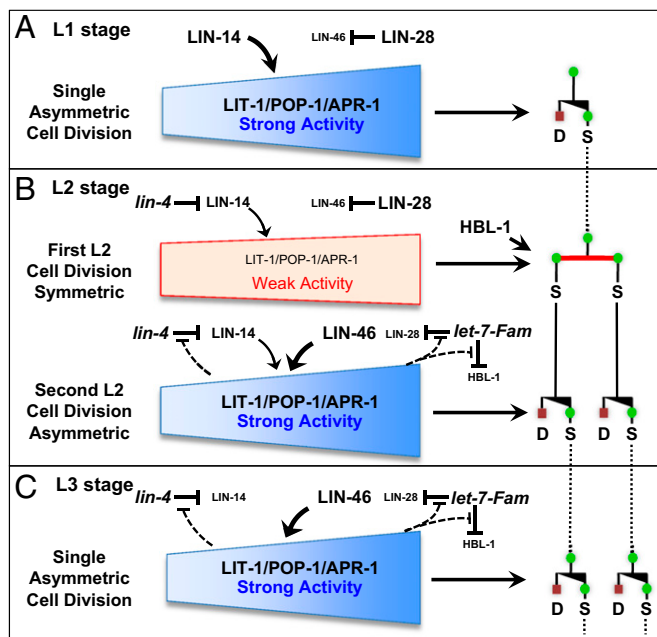 A L1 stage
LIN-14
LIN-46 LIN-28
Single
Asymmetric
Cell Division
LIT-1/POP-1/APR-1
Strong Activity
D S
B L2 stage
lin-4 LIN-14
LIN-46 LIN-28
HBL-1
First L2
Cell Division
Symmetric
LIT-1/POP-1/APR-1
Weak Activity
S S
lin-4 LIN-14 LIN-46 LIN-28 let-7-Fam
HBL-1
Second L2
Cell Division
Asymmetric
LIT-1/POP-1/APR-1
Strong Activity
D S D S
C L3 stage
lin-4 LIN-14 LIN-46 LIN-28 let-7-Fam
HBL-1
Single
Asymmetric
Cell Division
LIT-1/POP-1/APR-1
Strong Activity
D S D S